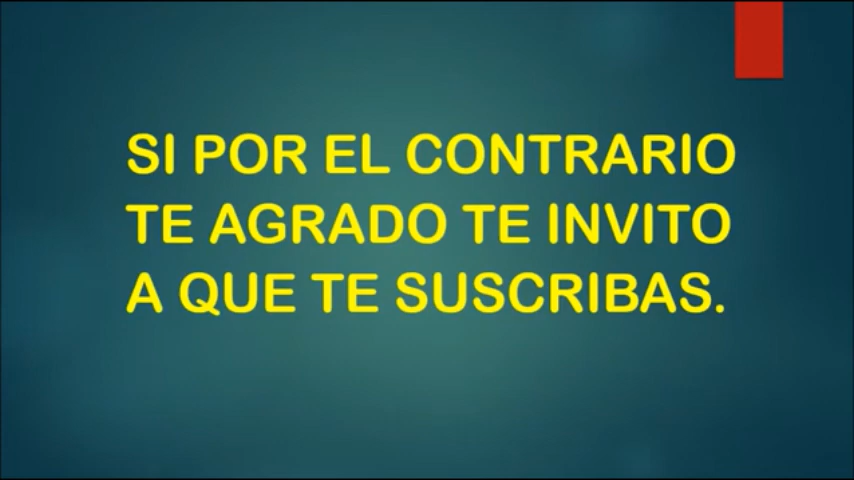 SI POR EL CONTRARIO
TE AGRADO TE INVITO
A QUE TE SUSCRIBAS.